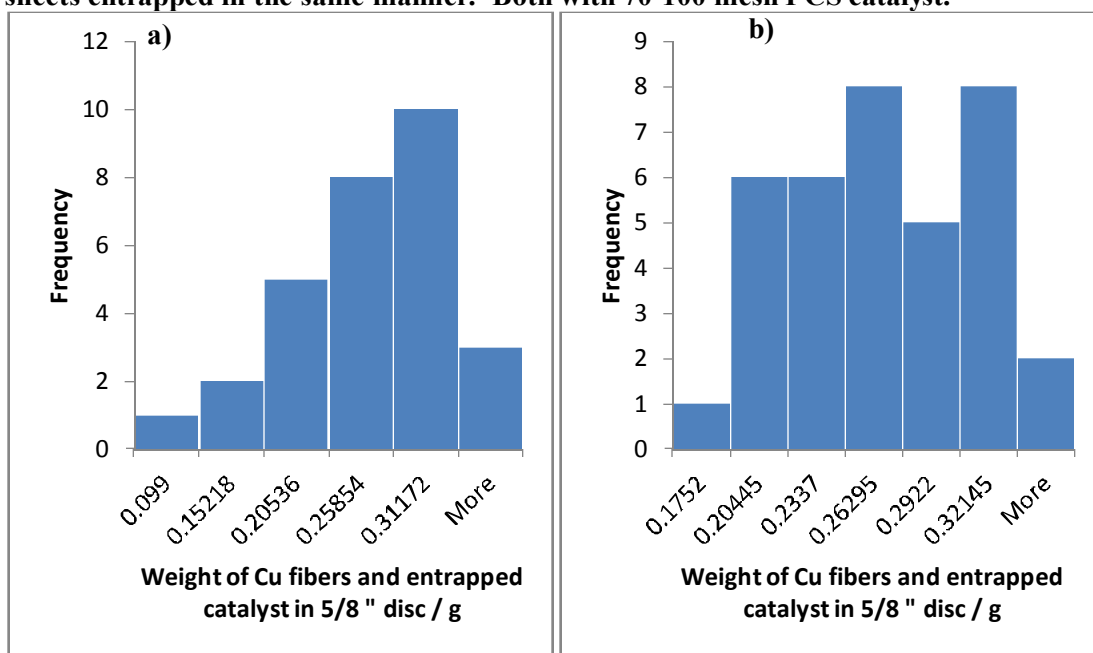 sheets entrapped in the same manner. Both with 70-100 mesh PCS catalyst.
a)
12
10
8
6
4
2
0
Frequency
0.099
0.15218
0.20536
0.25854
0.31172
More
Weight of Cu fibers and entrapped
catalyst in 5/8 " disc / g
b)
9
8
7
6
5
4
3
2
1
0
Frequency
0.1752
0.20445
0.2337
0.26295
0.2922
0.32145
More
Weight of Cu fibers and entrapped
catalyst in 5/8 " disc / g